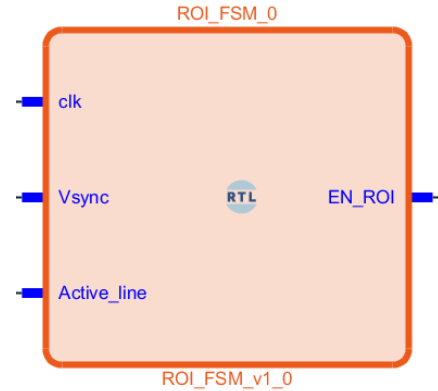 ROI_FSM_0
clk
Vsync
RTL
EN_ROI
Active_line
ROI_FSM_v1_0